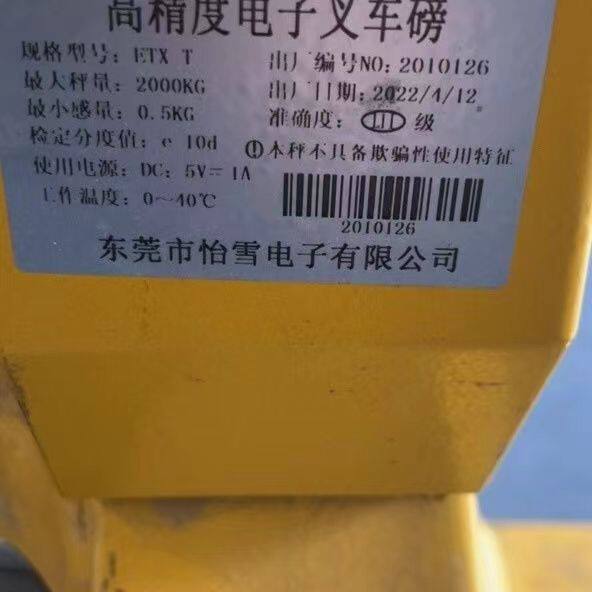 高精度电子叉车磅
规格型号: ETX T
出厂编号NO: 2010126
最大秤量: 2000KG
出厂日期: 2022/4/12
最小感量: 0.5KG
准确度: III 级
检定分度值: e 10d
本秤不具备欺骗性使用特征
使用电源: DC: 5V=1A
工作温度: 0~40℃
2010126
东莞市怡雪电子有限公司